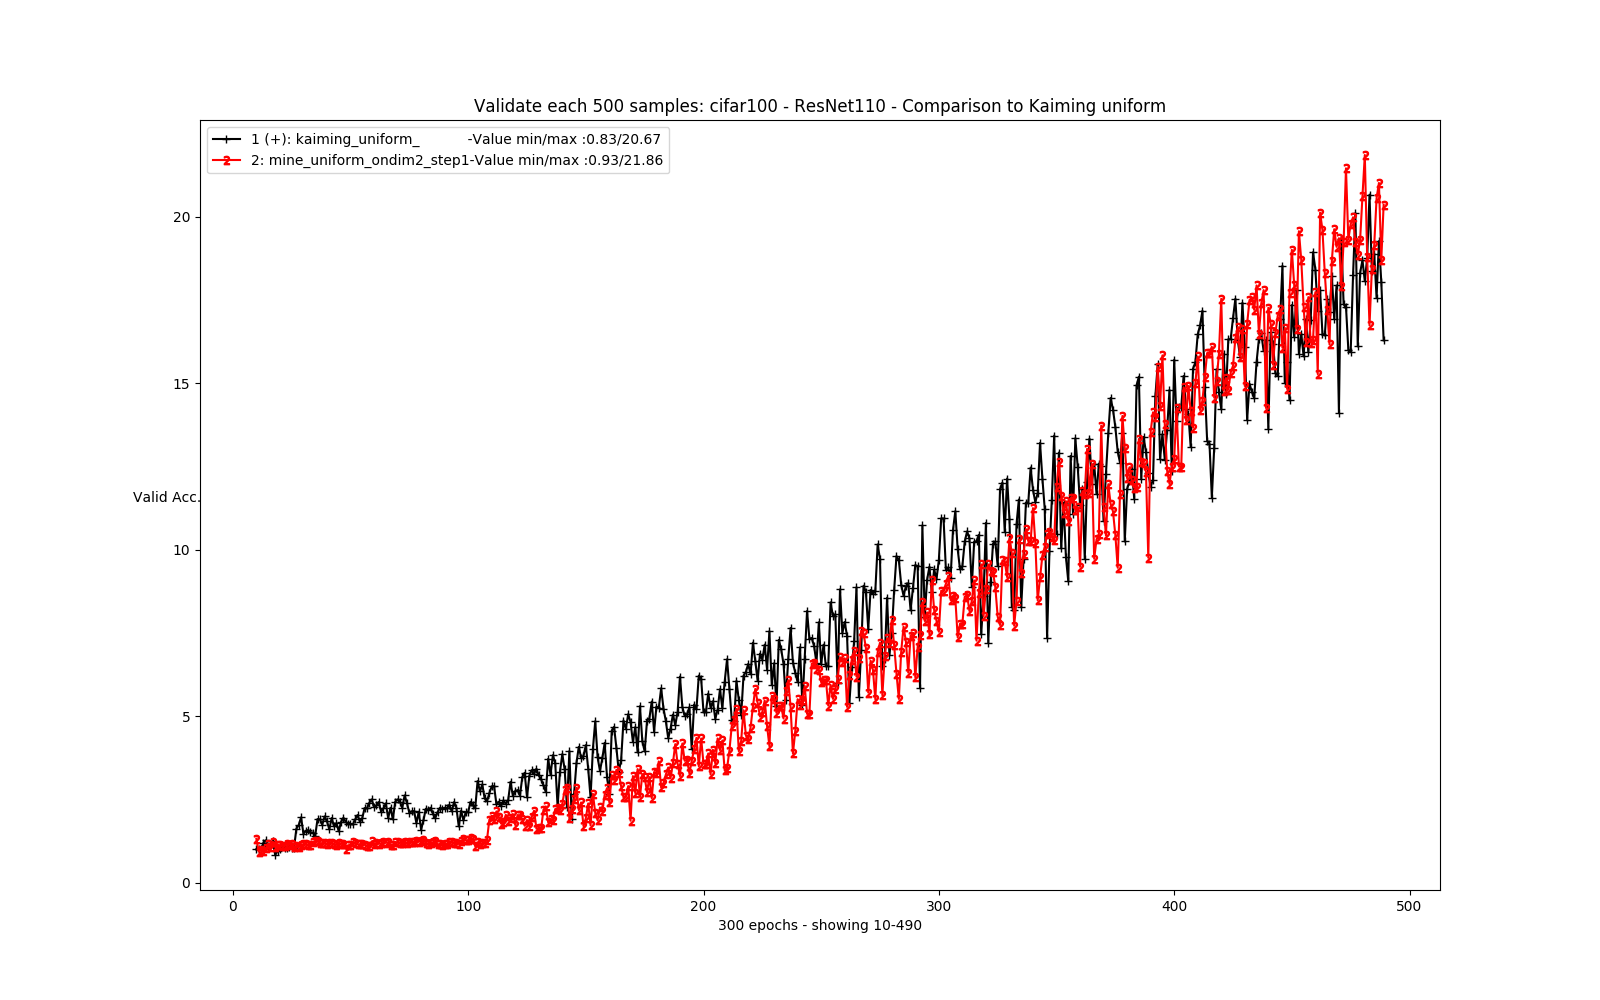 Validate each 500 samples: cifar100 - ResNet110 - Comparison to Kaiming uniform
1 (+): kaiming_uniform_ -Value min/max :0.83/20.67
2: mine_uniform_ondim2_step1-Value min/max :0.93/21.86
20
15
Valid Acc.
10
5
0
0 100 200 300 400 500
300 epochs - showing 10-490